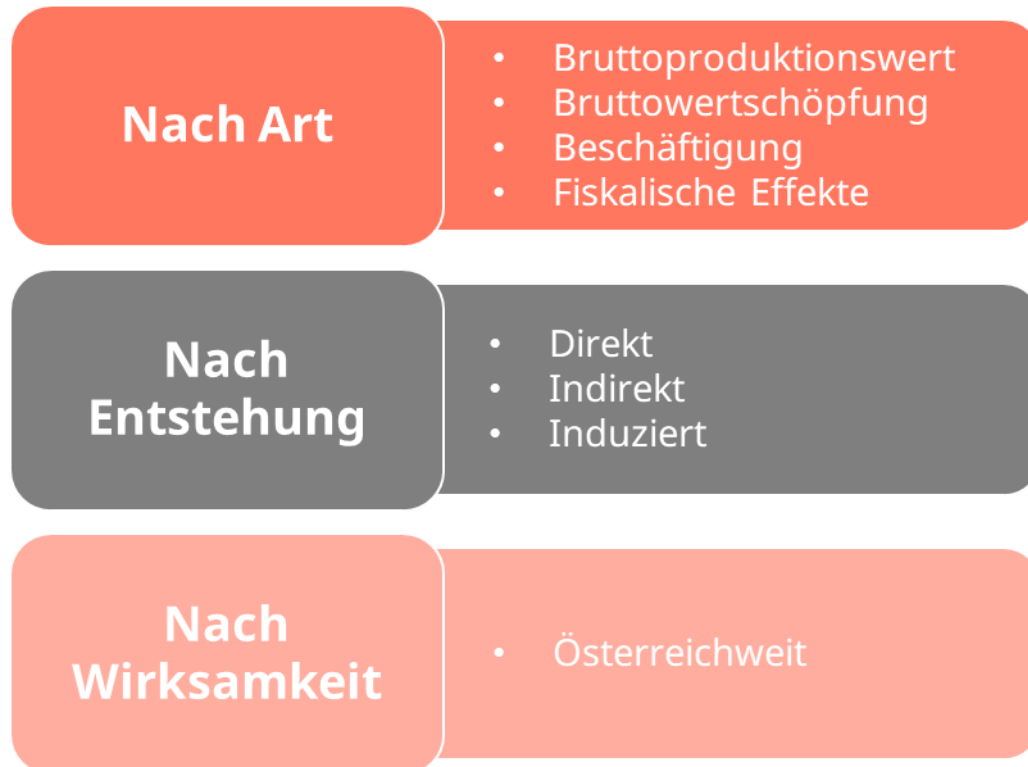 Nach Art
• Bruttoproduktionswert
• Bruttowertschöpfung
• Beschäftigung
• Fiskalische Effekte
Nach
Entstehung
• Direkt
• Indirekt
• Induziert
Nach
Wirksamkeit
• Österreichweit